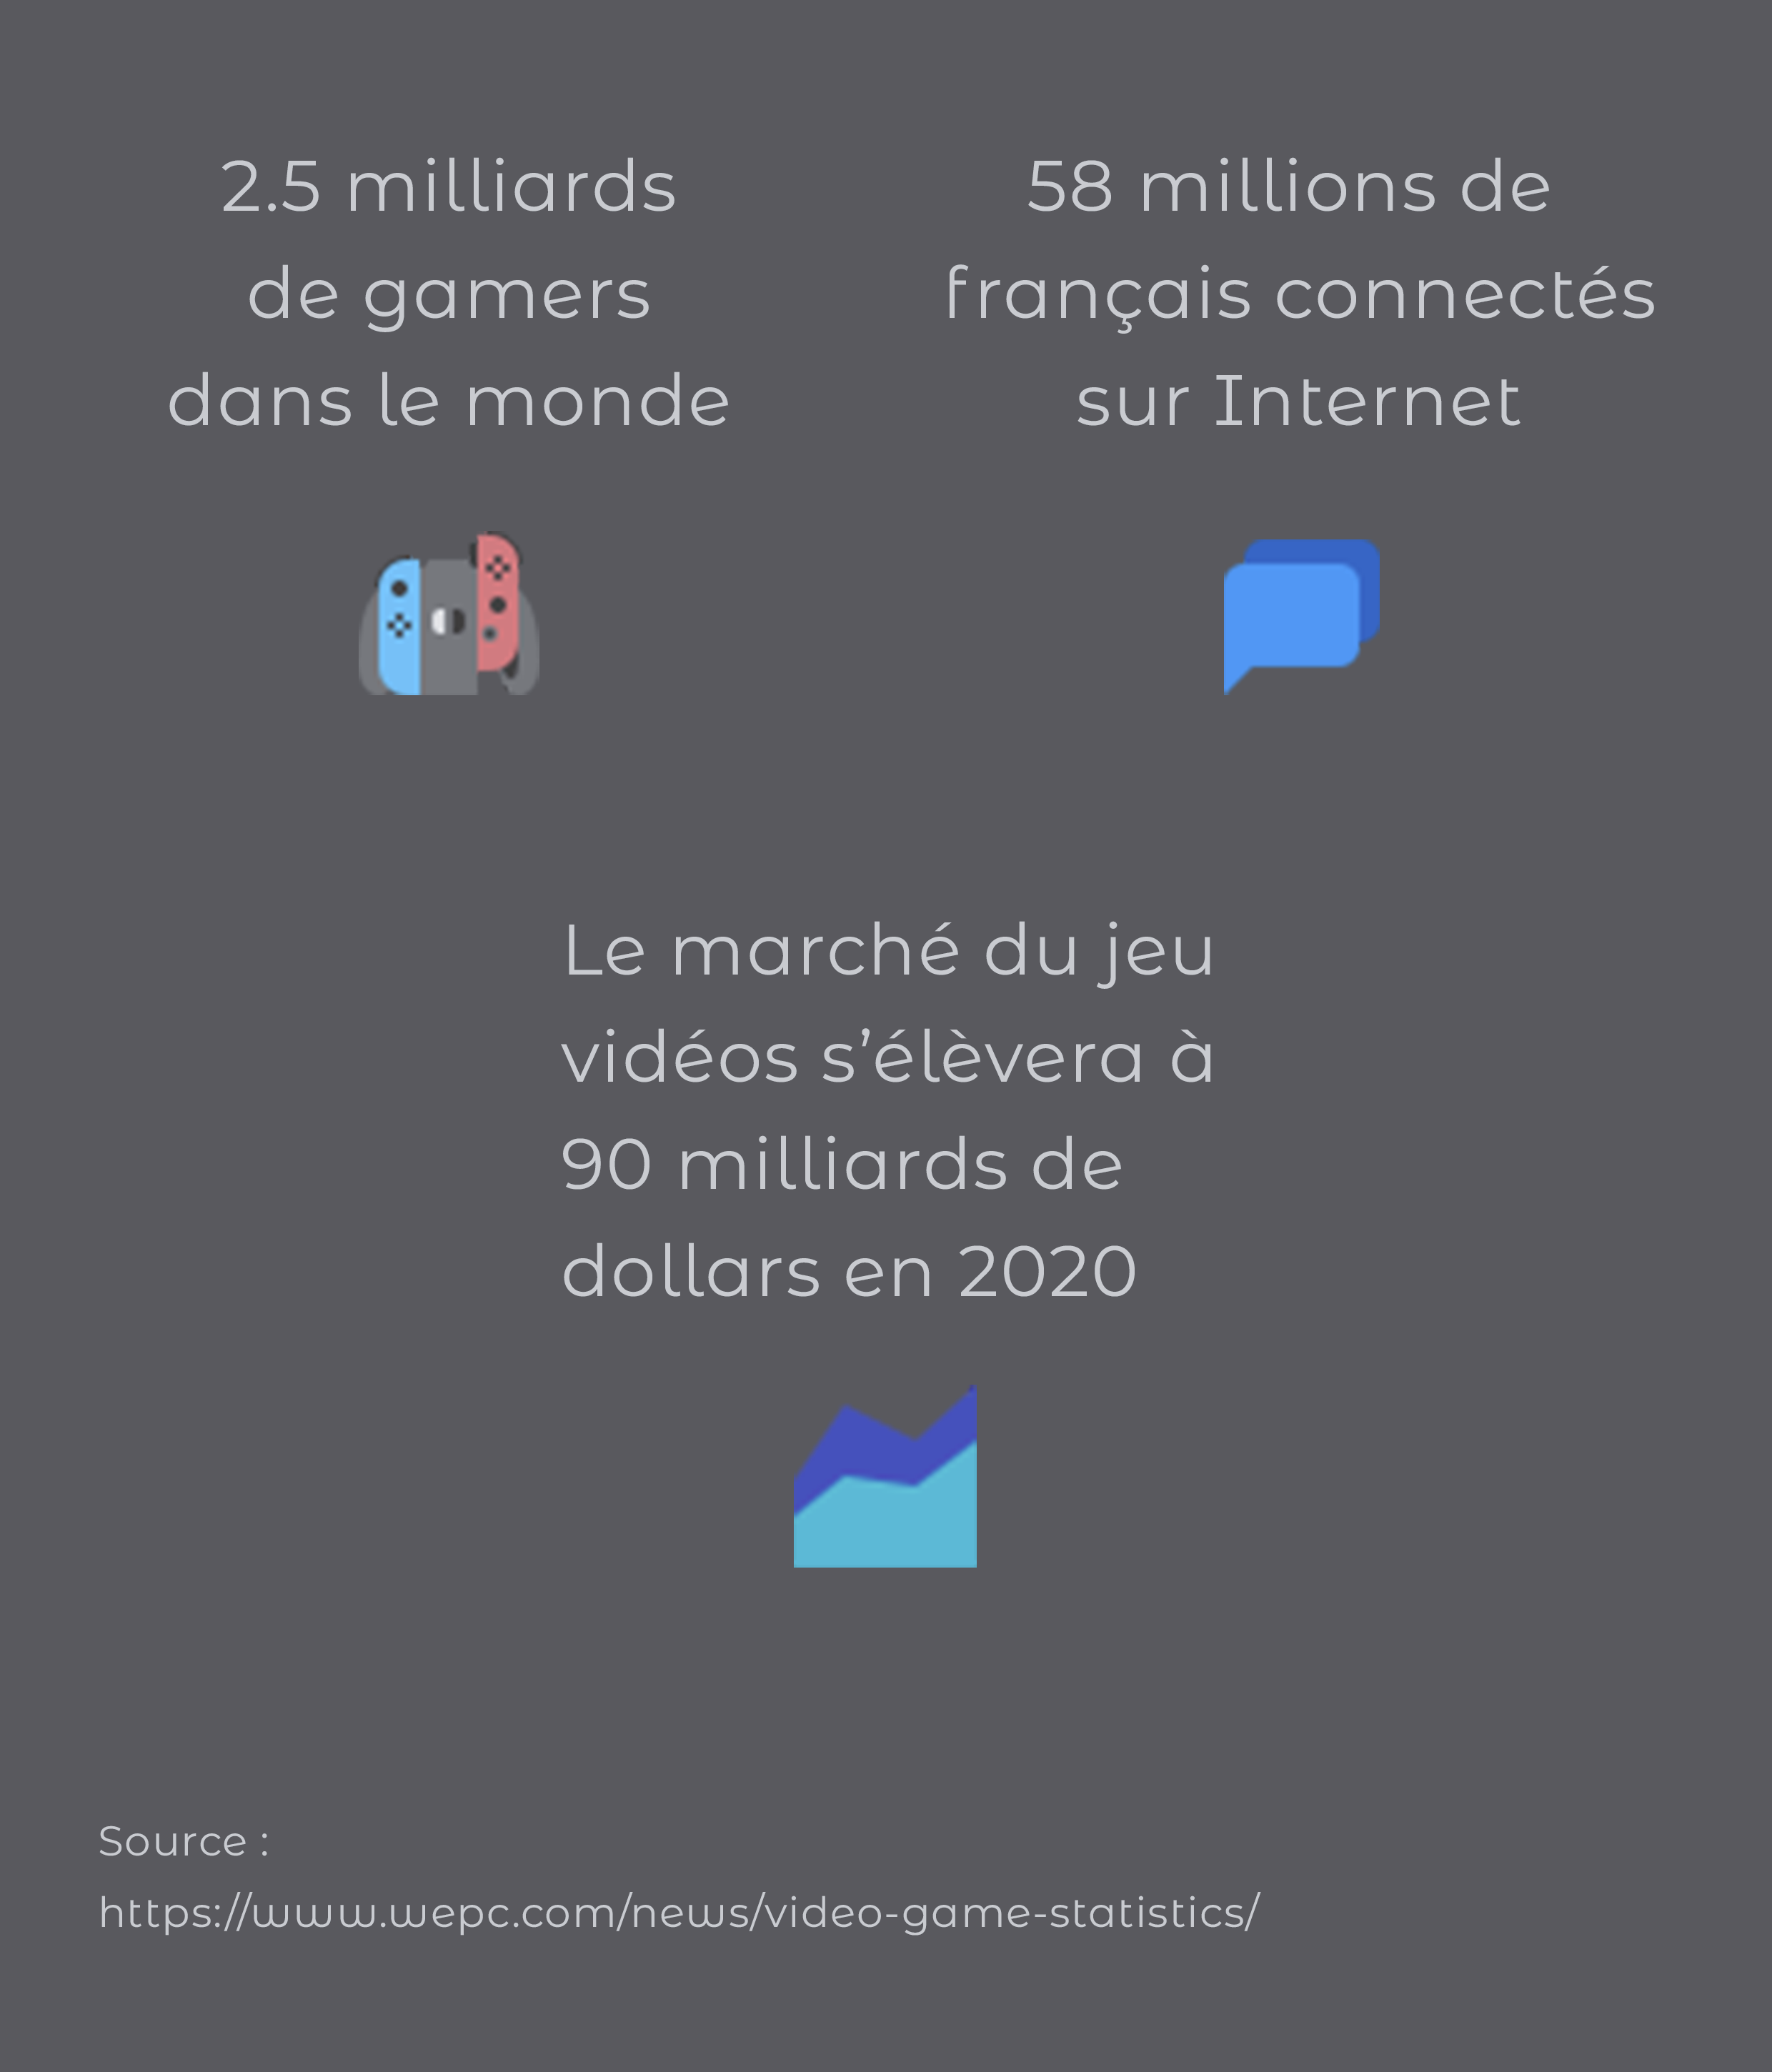 2.5 milliards
de gamers
dans le monde
58 millions de
français connectés
sur Internet
Le marché du jeu
vidéos s’élèvera à
90 milliards de
dollars en 2020
Source :
https://www.wepc.com/news/video-game-statistics/